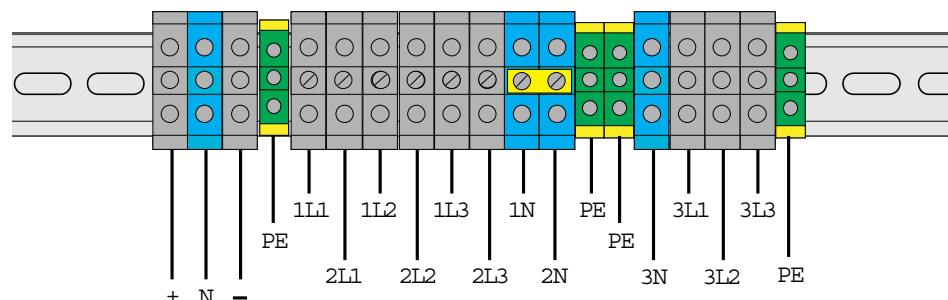 1L1 1L2 1L3 1N PE 3L1 3L3
PE PE
2L1 2L2 2L3 2N 3N 3L2 PE
+ N −